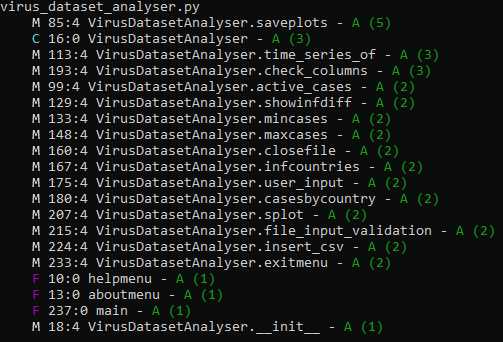 virus_dataset_analyser.py
M 85:4 VirusDatasetAnalyser.saveplots - A (5)
C 16:0 VirusDatasetAnalyser - A (3)
M 113:4 VirusDatasetAnalyser.time_series_of - A (3)
M 193:4 VirusDatasetAnalyser.check_columns - A (3)
M 99:4 VirusDatasetAnalyser.active_cases - A (2)
M 129:4 VirusDatasetAnalyser.showinfdiff - A (2)
M 133:4 VirusDatasetAnalyser.mincases - A (2)
M 148:4 VirusDatasetAnalyser.maxcases - A (2)
M 160:4 VirusDatasetAnalyser.closefile - A (2)
M 167:4 VirusDatasetAnalyser.infcountries - A (2)
M 175:4 VirusDatasetAnalyser.user_input - A (2)
M 180:4 VirusDatasetAnalyser.casesbycountry - A (2)
M 207:4 VirusDatasetAnalyser.splot - A (2)
M 215:4 VirusDatasetAnalyser.file_input_validation - A (2)
M 224:4 VirusDatasetAnalyser.insert_csv - A (2)
M 233:4 VirusDatasetAnalyser.exitmenu - A (2)
F 10:0 helpmenu - A (1)
F 13:0 aboutmenu - A (1)
F 237:0 main - A (1)
M 18:4 VirusDatasetAnalyser.__init__ - A (1)